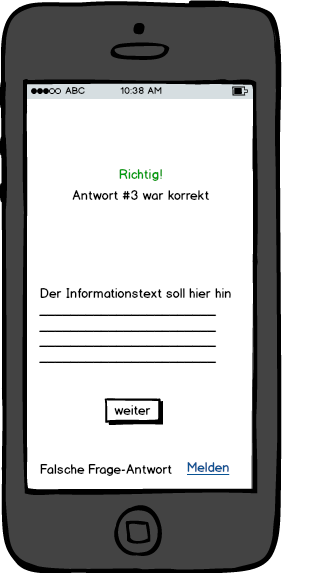 ●●●○○ ABC 10:38 AM
Richtig!
Antwort #3 war korrekt
Der Informationstext soll hier hin
weiter
Falsche Frage-Antwort Melden